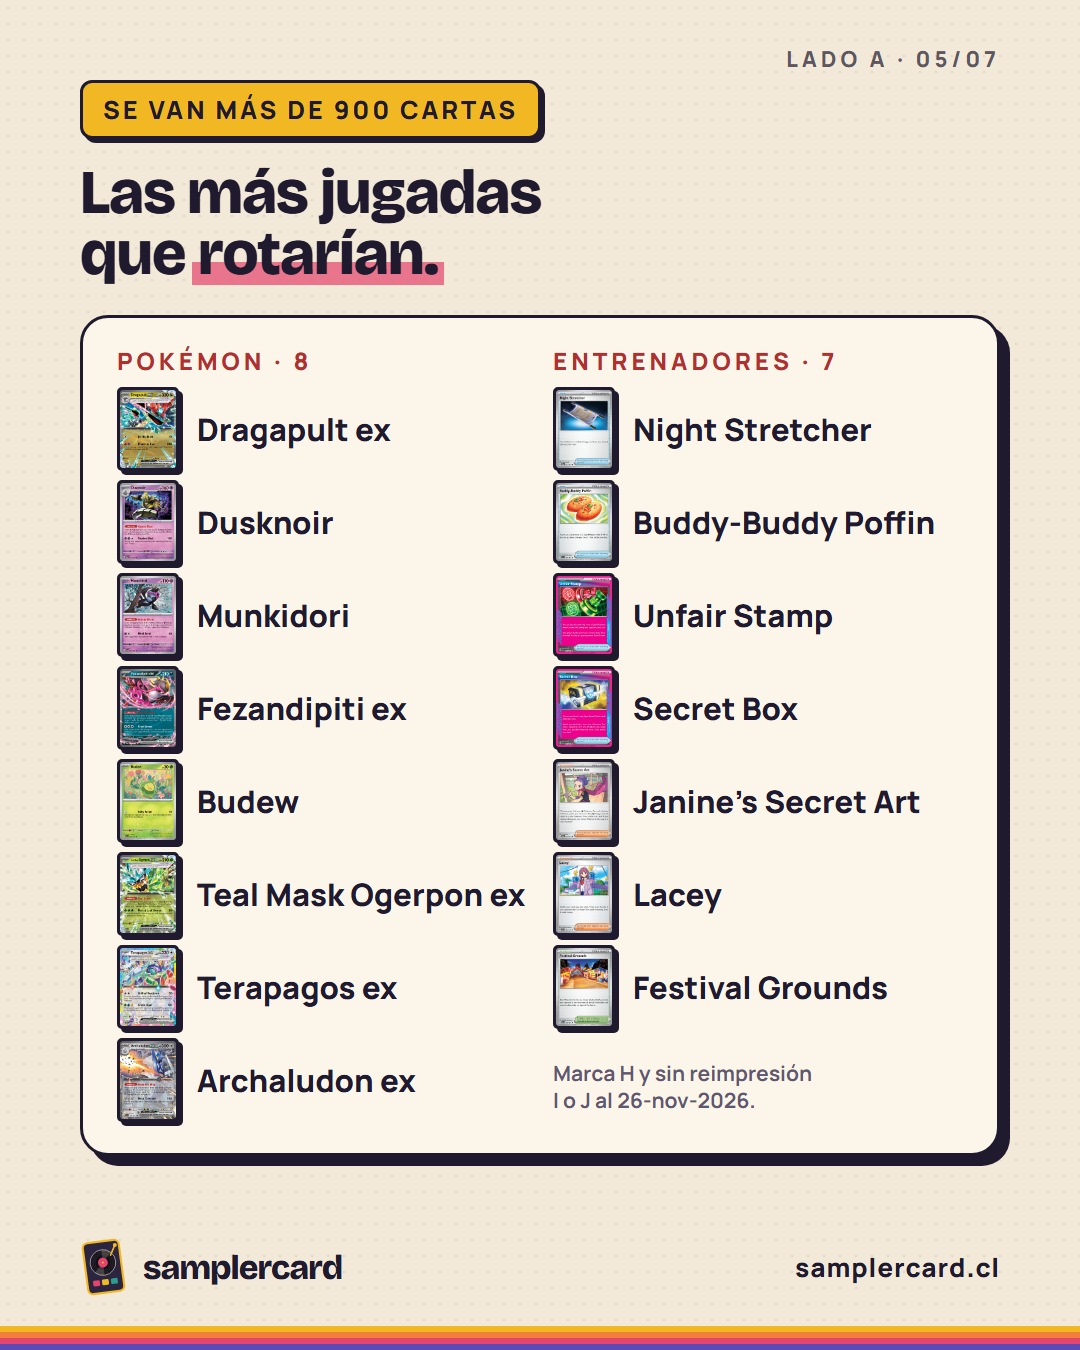 LADO A · 05/07
SE VAN MÁS DE 900 CARTAS
Las más jugadas
que rotarían.
POKÉMON · 8
Dragapult ex
Dusknoir
Munkidori
Fezandipiti ex
Budew
Teal Mask Ogerpon ex
Terapagos ex
Archaludon ex
ENTRENADORES · 7
Night Stretcher
Buddy-Buddy Poffin
Unfair Stamp
Secret Box
Janine’s Secret Art
Lacey
Festival Grounds
Marca H y sin reimpresión
I o J al 26-nov-2026.
samplercard
samplercard.cl